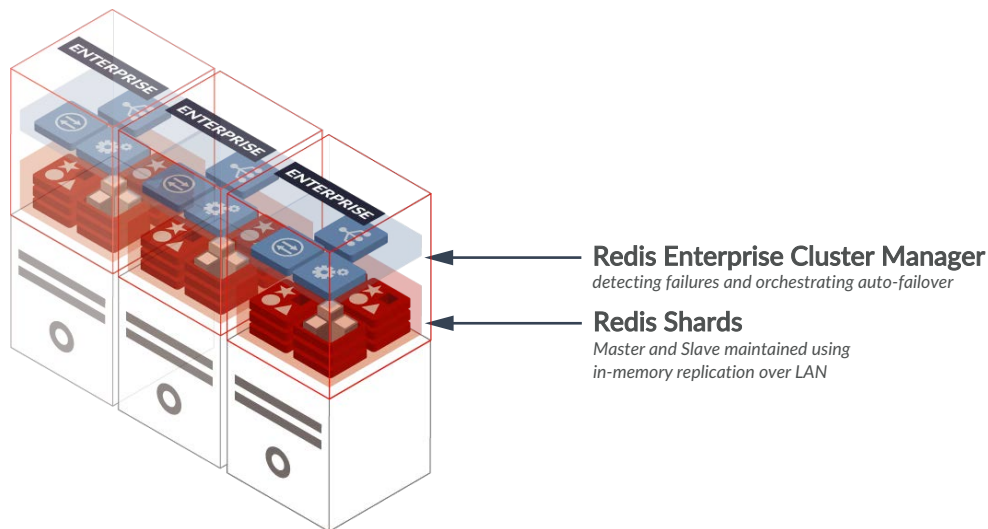 ENTERPRISE
ENTERPRISE
ENTERPRISE
Redis Enterprise Cluster Manager
detecting failures and orchestrating auto-failover
Redis Shards
Master and Slave maintained using
in-memory replication over LAN